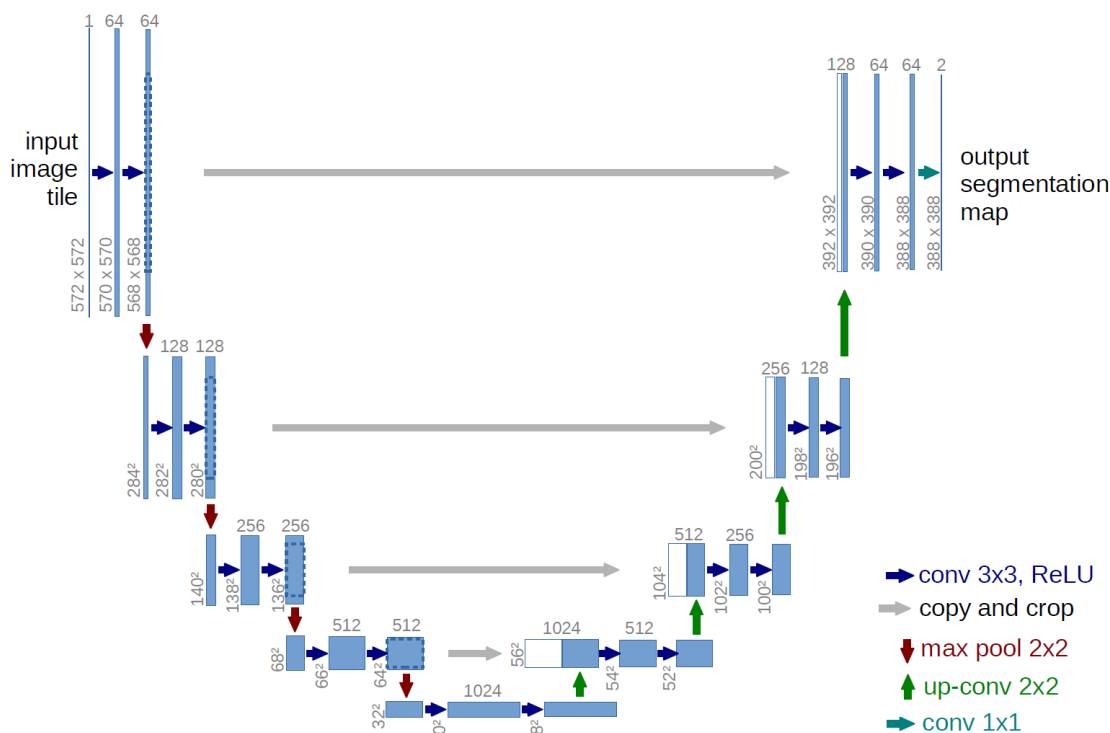 1 64 64
128
64 64 2
input
image
tile
output
segmentation
map
572 x 572
570 x 570
568 x 568
392 x 392
390 x 390
388 x 388
388 x 388
128 128
256 128
284²
282²
280²
200²
198²
196²
256 256
512 256
140²
138²
136²
104²
102²
100²
512 512
1024 512
68²
66²
64²
56²
54²
52²
1024
32²
conv 3x3, ReLU
copy and crop
max pool 2x2
up-conv 2x2
conv 1x1